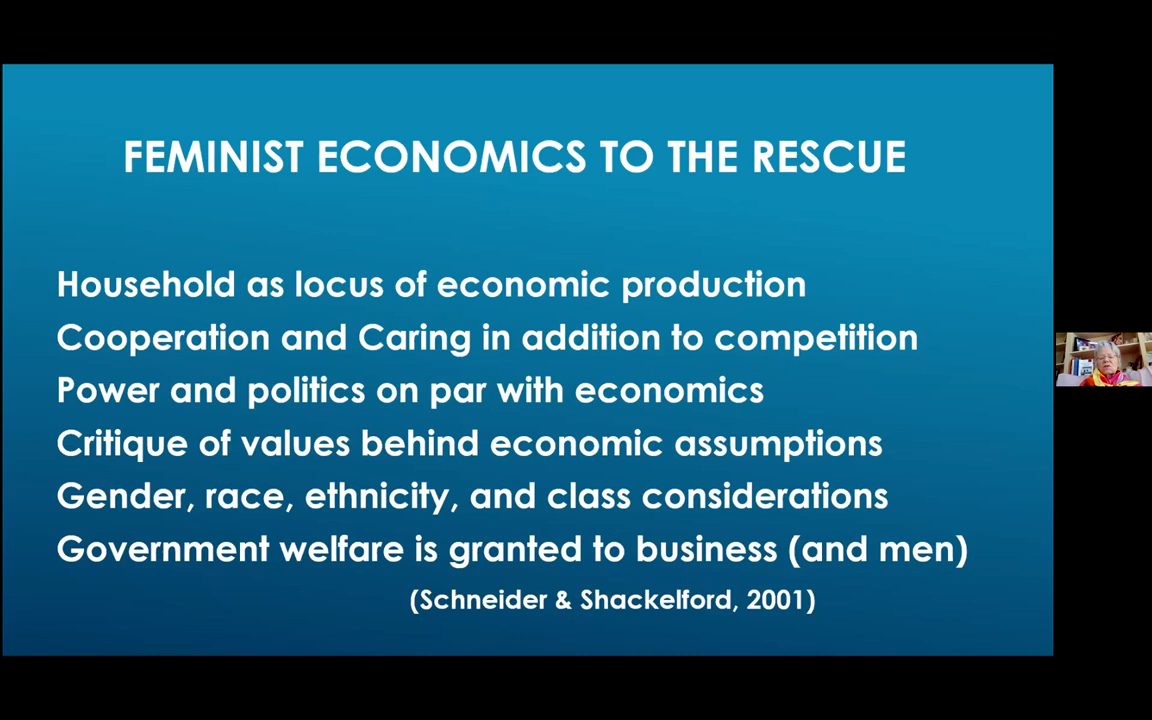 FEMINIST ECONOMICS TO THE RESCUE
Household as locus of economic production
Cooperation and Caring in addition to competition
Power and politics on par with economics
Critique of values behind economic assumptions
Gender, race, ethnicity, and class considerations
Government welfare is granted to business (and men)
(Schneider & Shackelford, 2001)